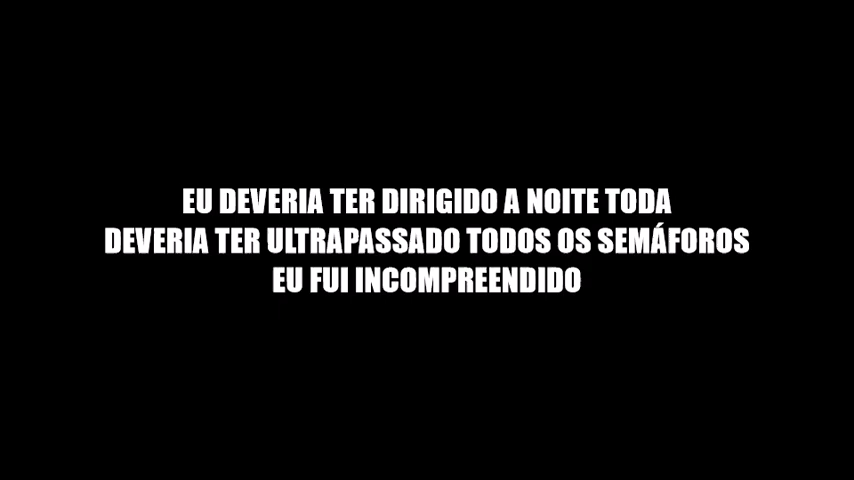 EU DEVERIA TER DIRIGIDO A NOITE TODA
DEVERIA TER ULTRAPASSADO TODOS OS SEMÁFOROS
EU FUI INCOMPREENDIDO